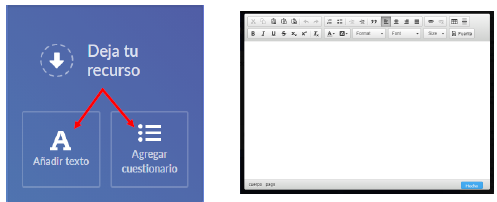 Deja tu
recurso
A
Añadir texto
Agregar
cuestionario
B I U S
Format
Font
Size